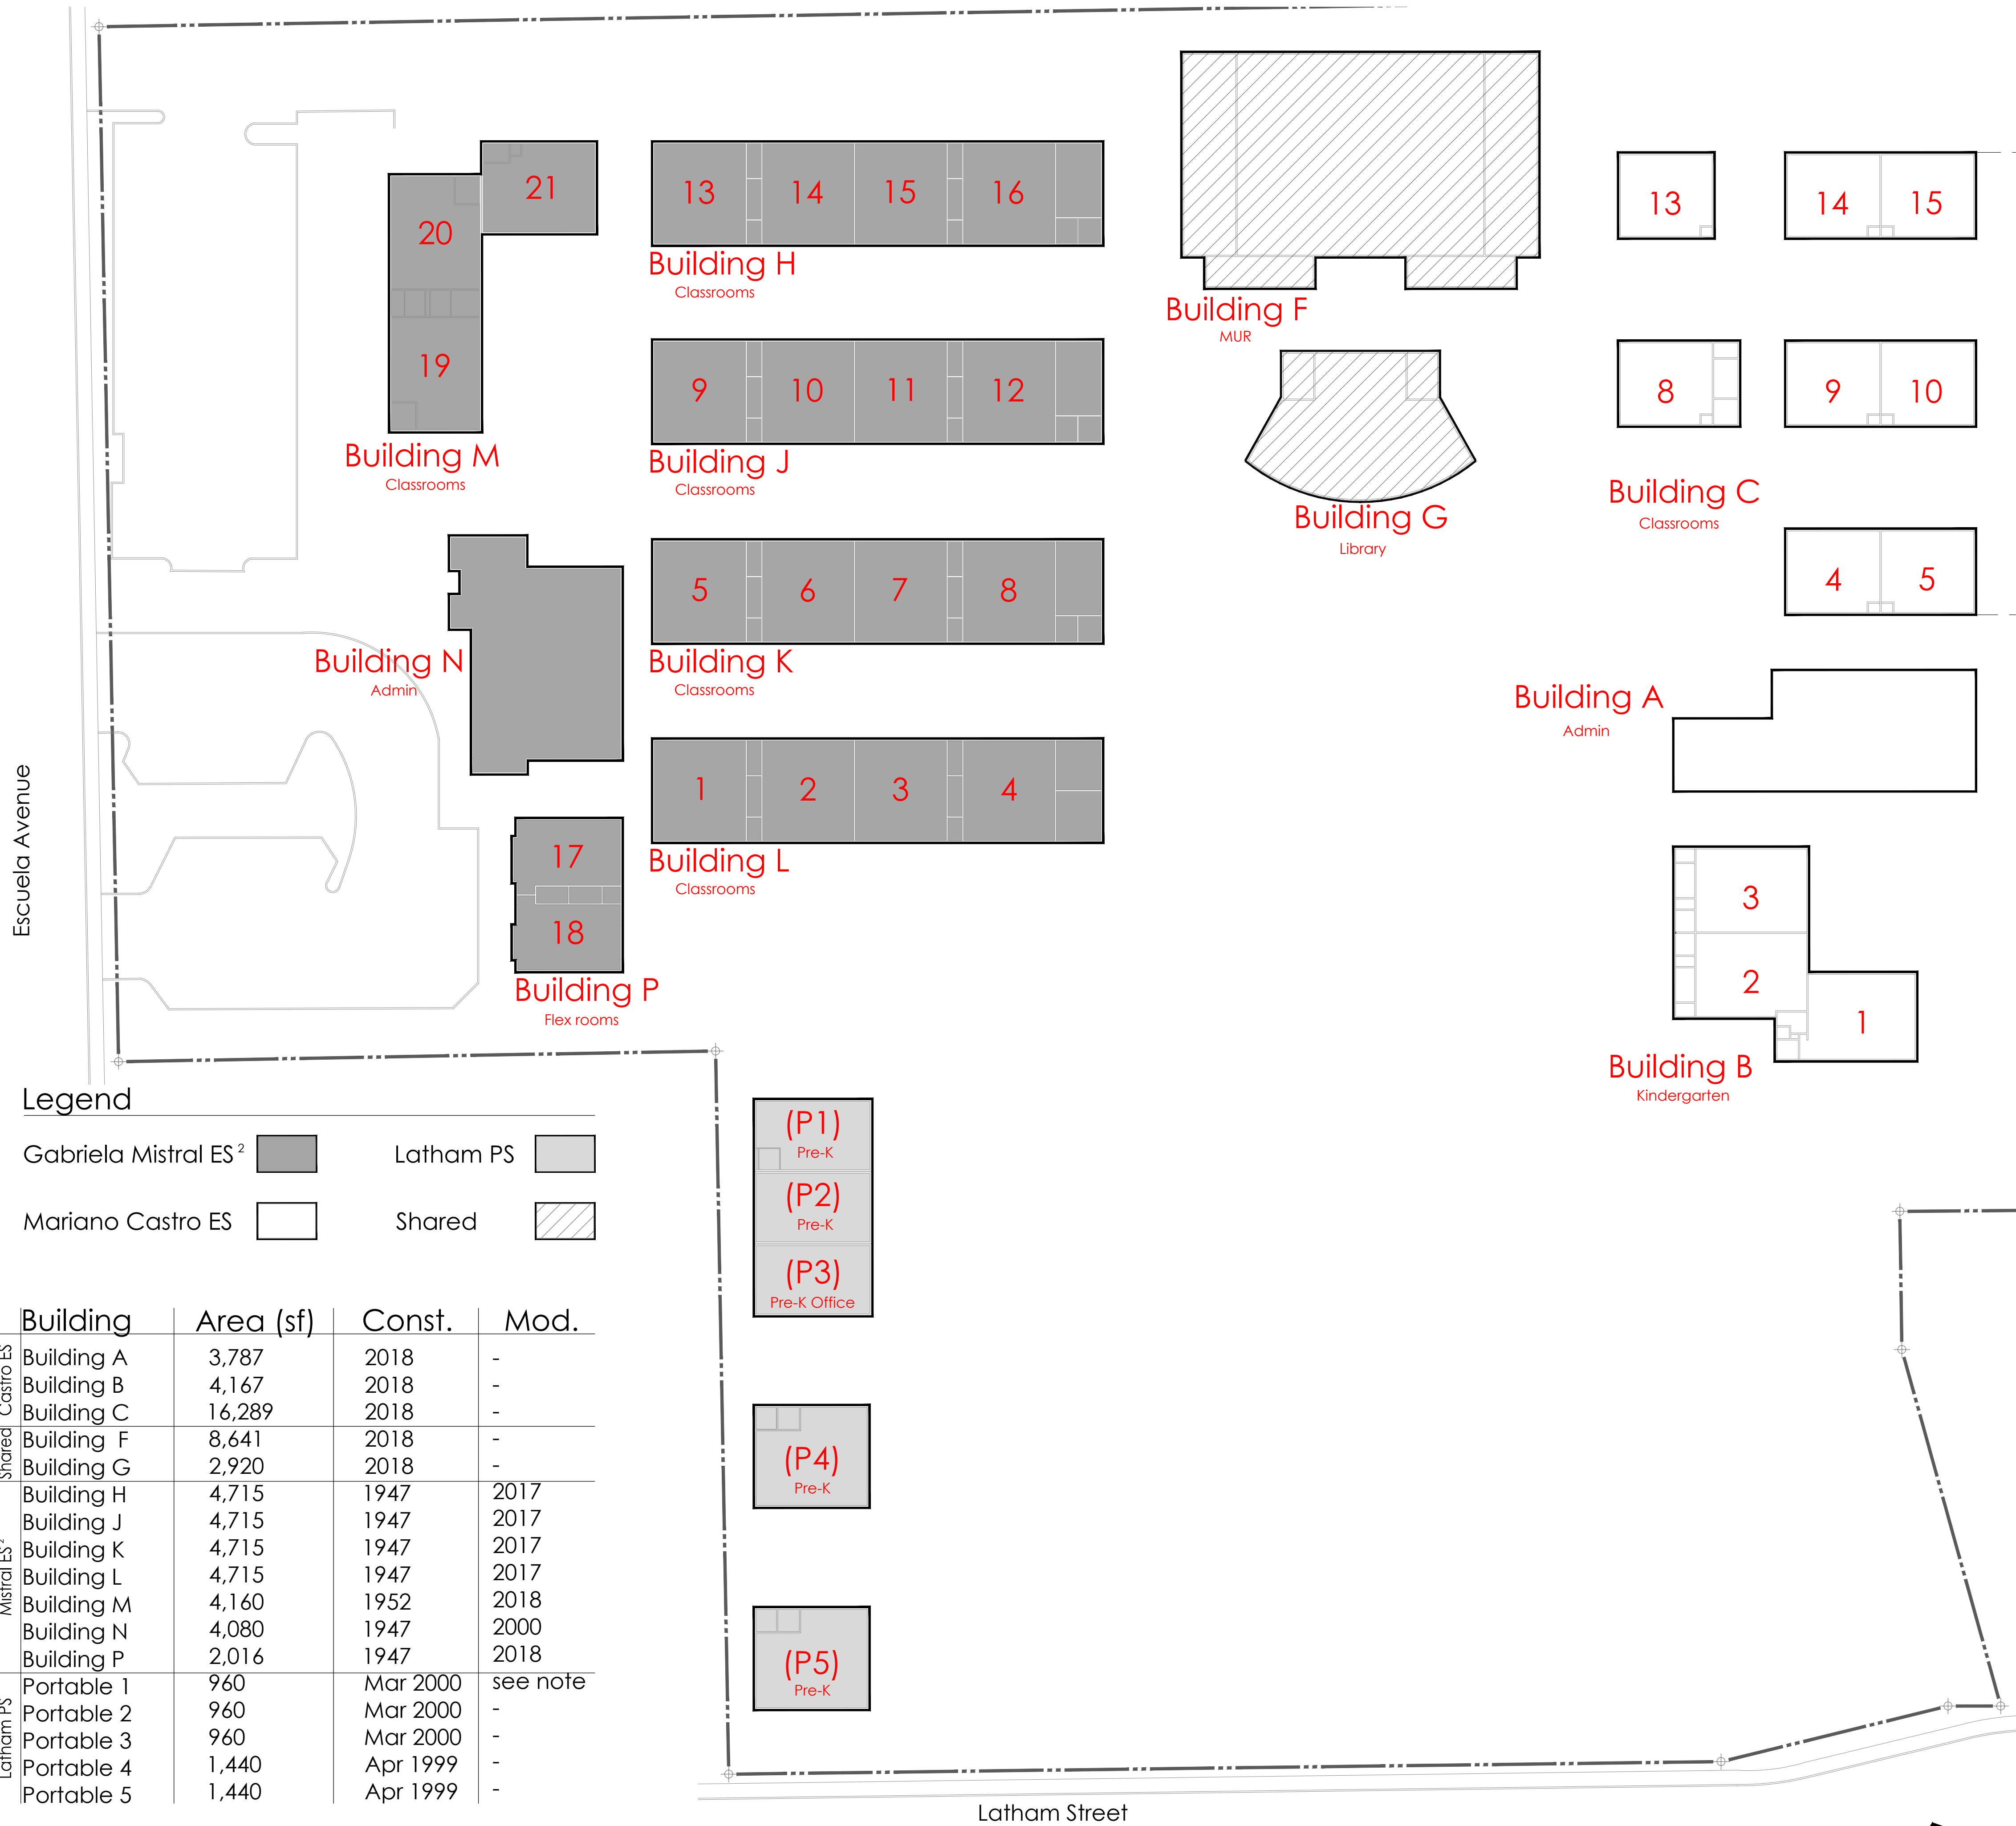 21
20
19
Building M
Classrooms
13 14 15 16
Building H
Classrooms
9 10 11 12
Building J
Classrooms
5 6 7 8
Building K
Classrooms
1 2 3 4
Building L
Classrooms
Building N
Admin
17
18
Building P
Flex rooms
Building F
MUR
Building G
Library
13 14 15
8 9 10
Building C
Classrooms
4 5
Building A
Admin
3
2
1
Building B
Kindergarten
(P1)
Pre-K
(P2)
Pre-K
(P3)
Pre-K Office
(P4)
Pre-K
(P5)
Pre-K
Escuela Avenue
Latham Street
Legend
Gabriela Mistral ES² Latham PS
Mariano Castro ES Shared
Building Area (sf) Const. Mod.
Castro ES
Building A 3,787 2018 -
Building B 4,167 2018 -
Building C 16,289 2018 -
Shared
Building F 8,641 2018 -
Building G 2,920 2018 -
Mistral ES²
Building H 4,715 1947 2017
Building J 4,715 1947 2017
Building K 4,715 1947 2017
Building L 4,715 1947 2017
Building M 4,160 1952 2018
Building N 4,080 1947 2000
Building P 2,016 1947 2018
Latham PS
Portable 1 960 Mar 2000 see note
Portable 2 960 Mar 2000 -
Portable 3 960 Mar 2000 -
Portable 4 1,440 Apr 1999 -
Portable 5 1,440 Apr 1999 -